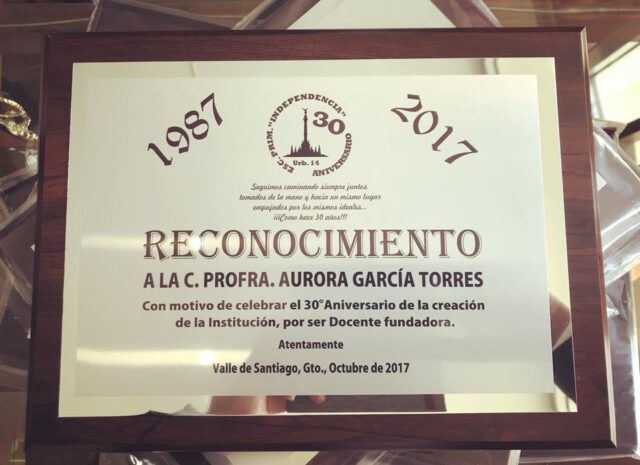 1987
2017
ESC. PRIM. "INDEPENDENCIA"
30
ANIVERSARIO
Urb. 14
Seguimos caminando siempre juntos,
tomados de la mano y hacia un mismo lugar
empujados por los mismos ideales...
¡¡¡Como hace 30 años!!!
RECONOCIMIENTO
A LA C. PROFRA. AURORA GARCÍA TORRES
Con motivo de celebrar el 30°Aniversario de la creación
de la Institución, por ser Docente fundadora.
Atentamente
Valle de Santiago, Gto., Octubre de 2017